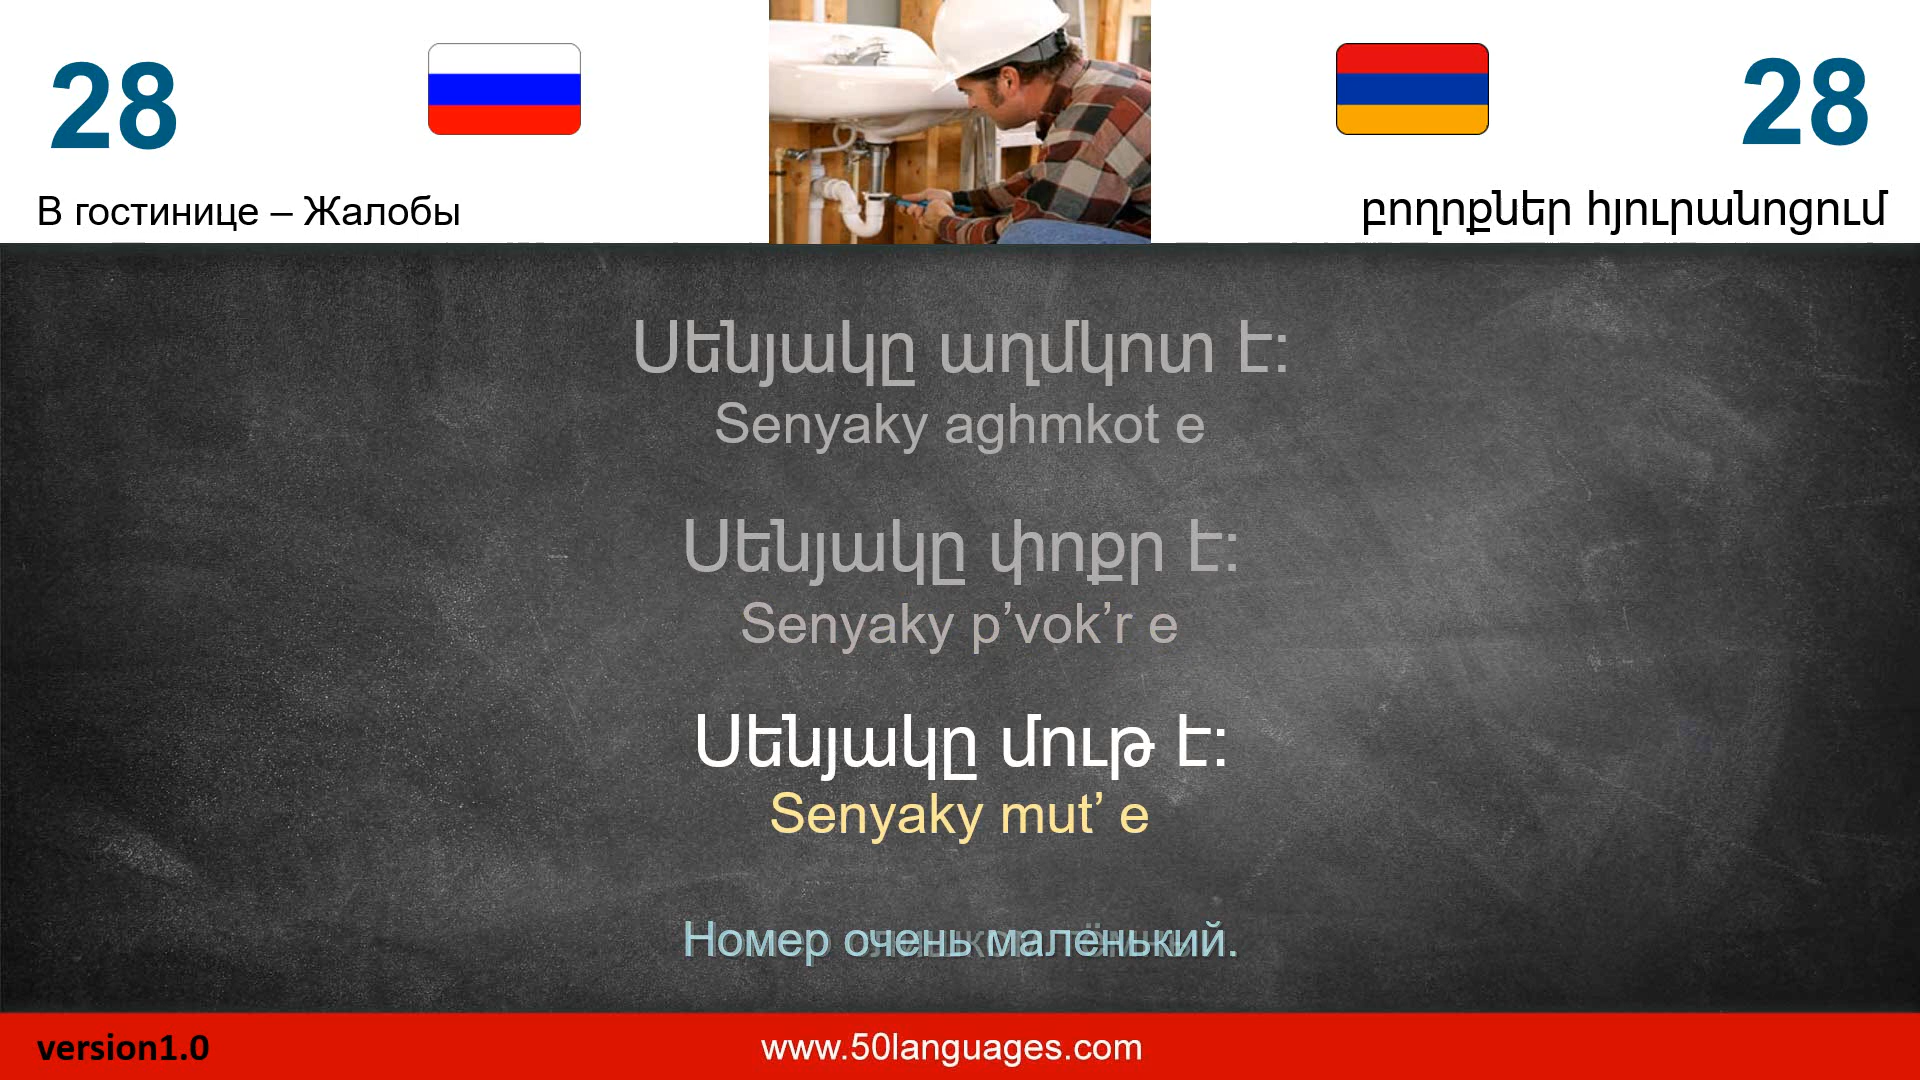 28
28
В гостинице – Жалобы
բողոքներ հյուրանոցում
Սենյակը աղմկոտ է:
Senyaky aghmkot e
Սենյակը փոքր է:
Senyaky p’vok’r e
Սենյակը մութ է:
Senyaky mut’ e
Номер очень маленький.
version1.0
www.50languages.com